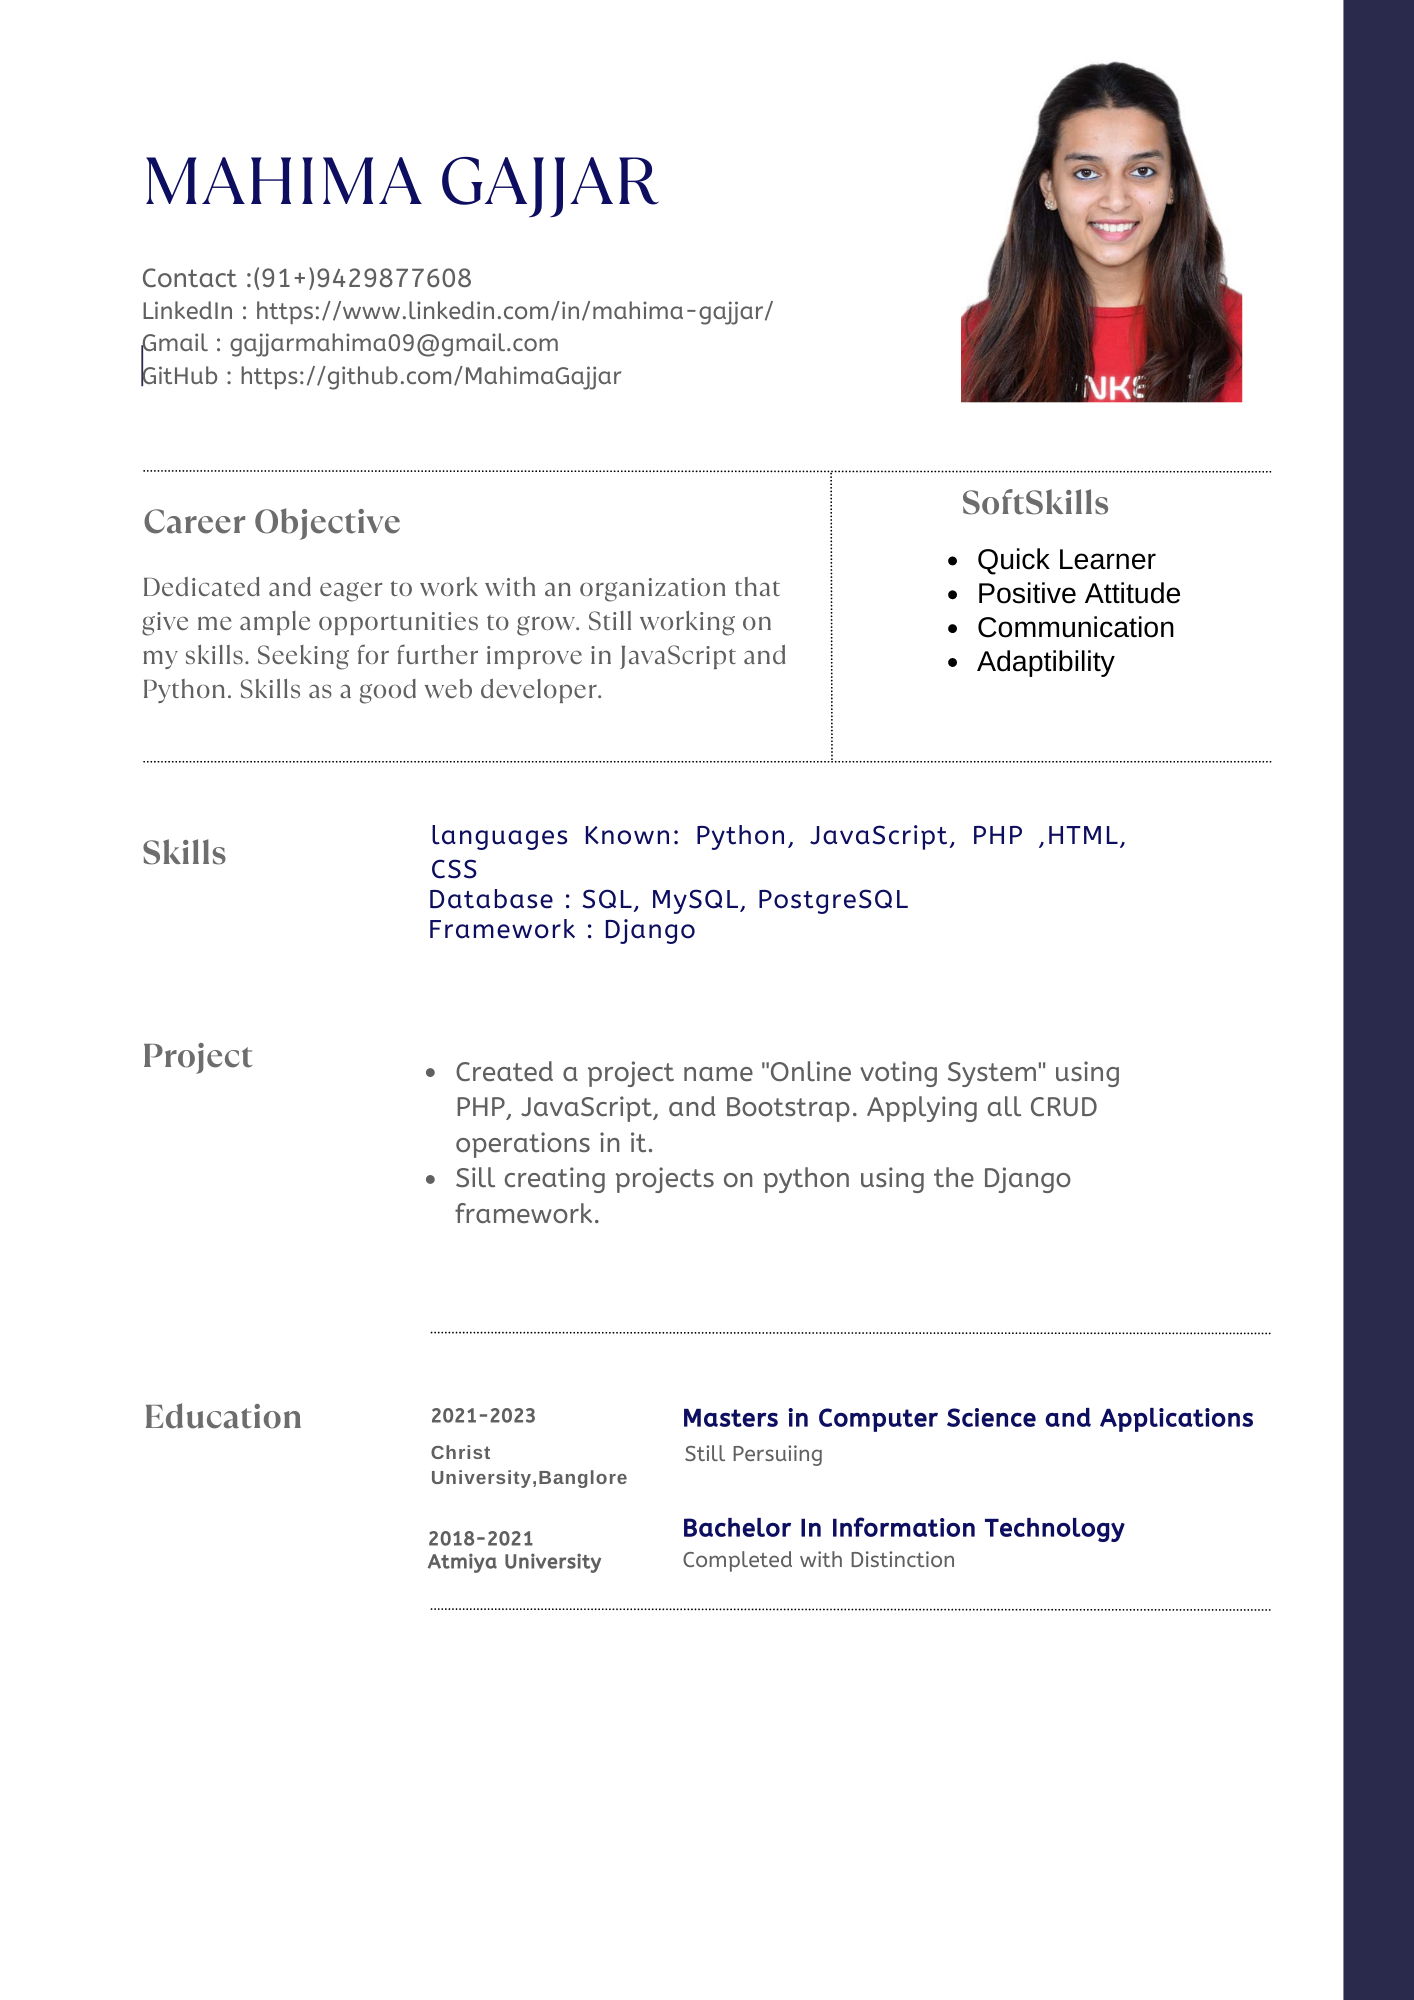 MAHIMA GAJJAR
Contact :(91+)9429877608
LinkedIn : https://www.linkedin.com/in/mahima-gajjar/
Gmail : gajjarmahima09@gmail.com
GitHub : https://github.com/MahimaGajjar
Career Objective
Dedicated and eager to work with an organization that
give me ample opportunities to grow. Still working on
my skills. Seeking for further improve in JavaScript and
Python. Skills as a good web developer.
SoftSkills
• Quick Learner
• Positive Attitude
• Communication
• Adaptibility
Skills
languages Known: Python, JavaScript, PHP ,HTML,
CSS
Database : SQL, MySQL, PostgreSQL
Framework : Django
Project
• Created a project name "Online voting System" using
PHP, JavaScript, and Bootstrap. Applying all CRUD
operations in it.
• Sill creating projects on python using the Django
framework.
Education
2021-2023
Christ
University,Banglore
Masters in Computer Science and Applications
Still Persuiing
2018-2021
Atmiya University
Bachelor In Information Technology
Completed with Distinction